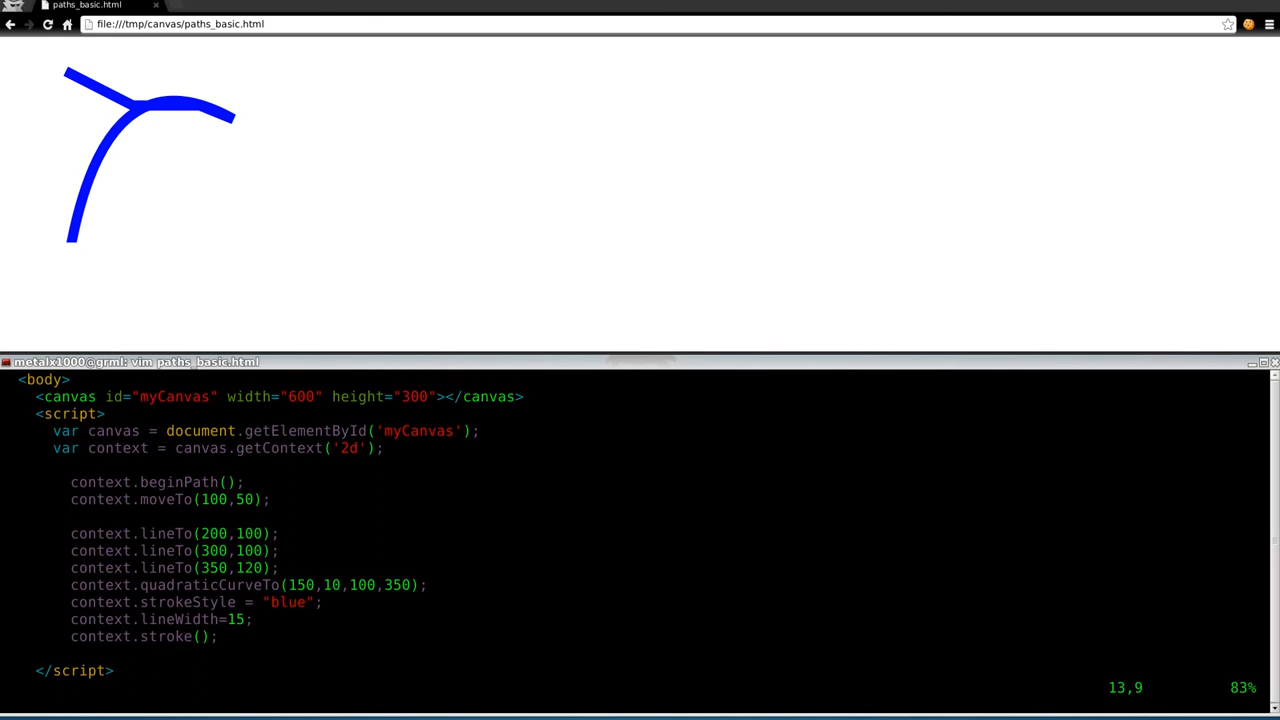 paths_basic.html
file:///tmp/canvas/paths_basic.html
metalx1000@grml: vim paths_basic.html
<body>
<canvas id="myCanvas" width="600" height="300"></canvas>
<script>
var canvas = document.getElementById('myCanvas');
var context = canvas.getContext('2d');
context.beginPath();
context.moveTo(100,50);
context.lineTo(200,100);
context.lineTo(300,100);
context.lineTo(350,120);
context.quadraticCurveTo(150,10,100,350);
context.strokeStyle = "blue";
context.lineWidth=15;
context.stroke();
</script>
13,9 83%